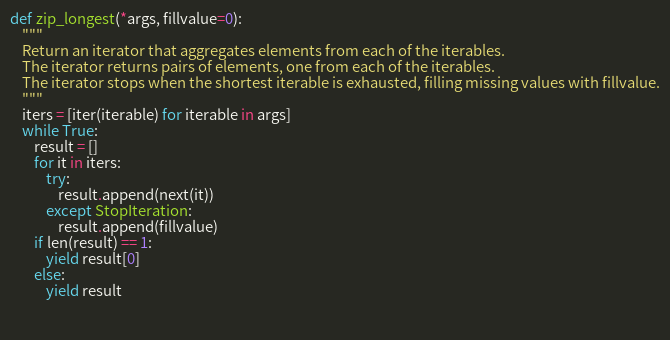 def zip_longest(*args, fillvalue=0):
    """
    Return an iterator that aggregates elements from each of the iterables.
    The iterator returns pairs of elements, one from each of the iterables.
    The iterator stops when the shortest iterable is exhausted, filling missing values with fillvalue.
    """
    iters = [iter(iterable) for iterable in args]
    while True:
        result = []
        for it in iters:
            try:
                result.append(next(it))
            except StopIteration:
                result.append(fillvalue)
        if len(result) == 1:
            yield result[0]
        else:
            yield result